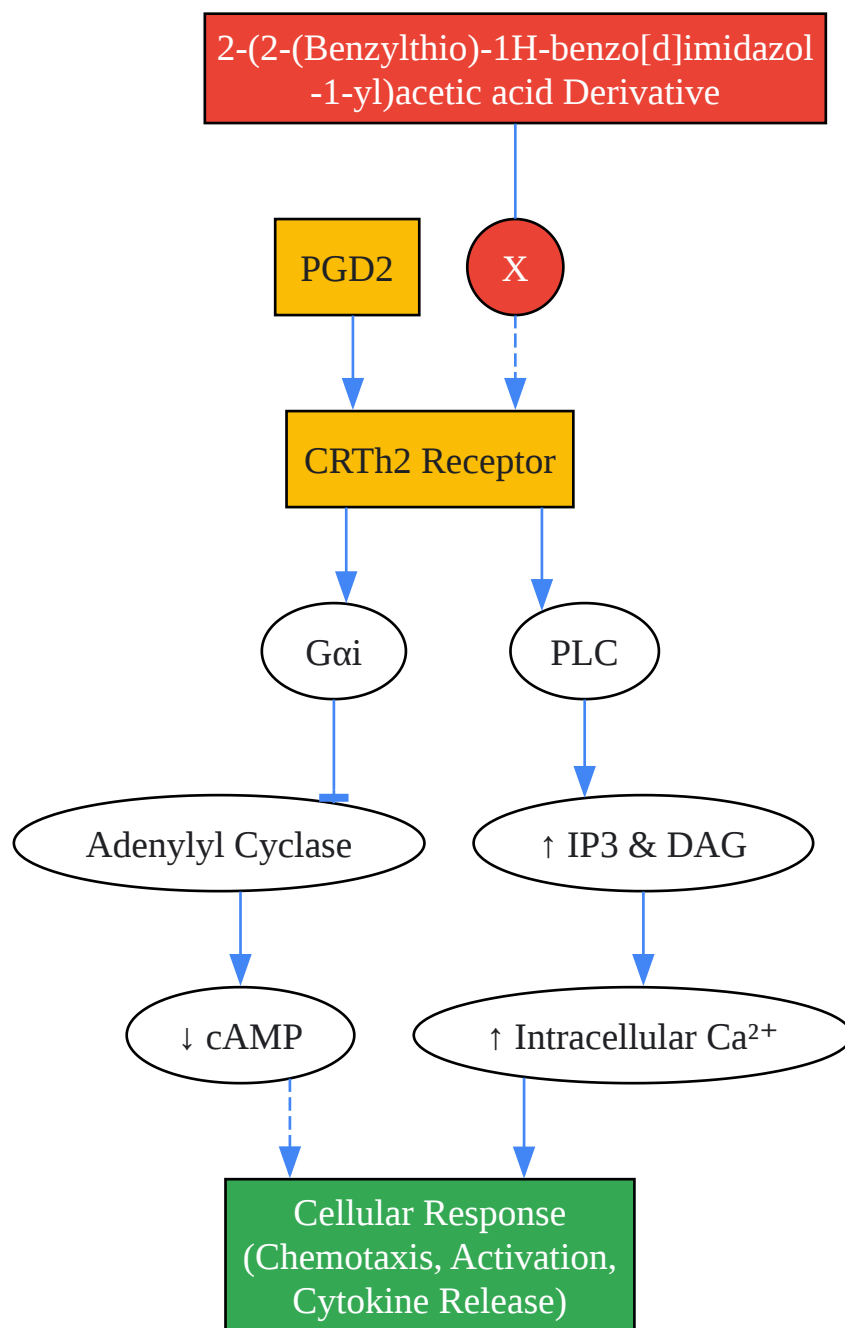 2-(2-(Benzylthio)-1H-benzo[d]imidazol
-1-yl)acetic acid Derivative
PGD2
X
CRTh2 Receptor
Gαi
PLC
Adenylyl Cyclase
↑ IP3 & DAG
↓ cAMP
↑ Intracellular Ca²⁺
Cellular Response
(Chemotaxis, Activation,
Cytokine Release)